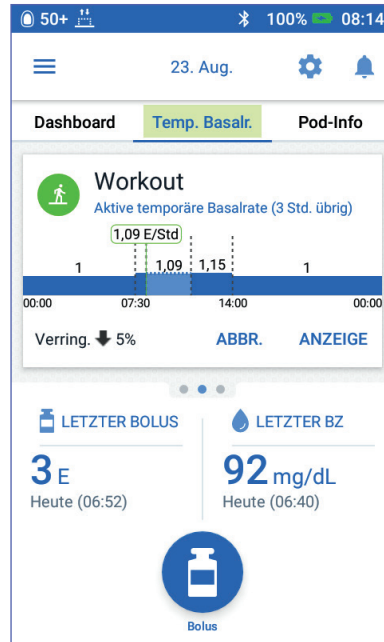 50+ 100% 08:14
23. Aug.
Dashboard Temp. Basalr. Pod-Info
Workout
Aktive temporäre Basalrate (3 Std. übrig)
1,09 E/Std
1 1,09 1,15 1
00:00 07:30 14:00 00:00
Verring. 5% ABBR. ANZEIGE
LETZTER BOLUS LETZTER BZ
3 E 92 mg/dL
Heute (06:52) Heute (06:40)
Bolus